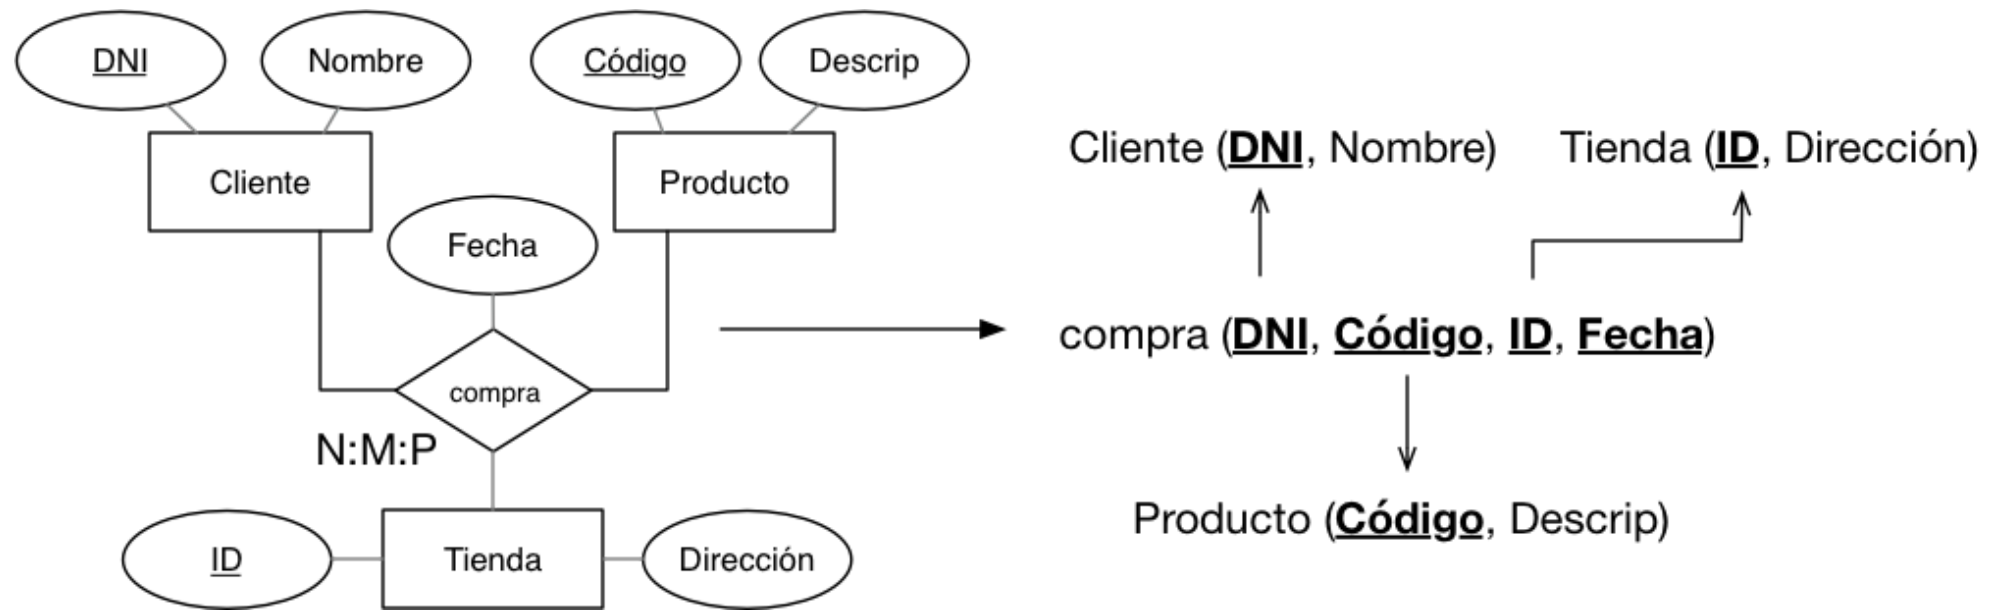 DNI
Nombre
Código
Descrip
Cliente
Producto
Fecha
compra
N:M:P
ID
Tienda
Dirección
Cliente (DNI, Nombre)
Tienda (ID, Dirección)
compra (DNI, Código, ID, Fecha)
Producto (Código, Descrip)